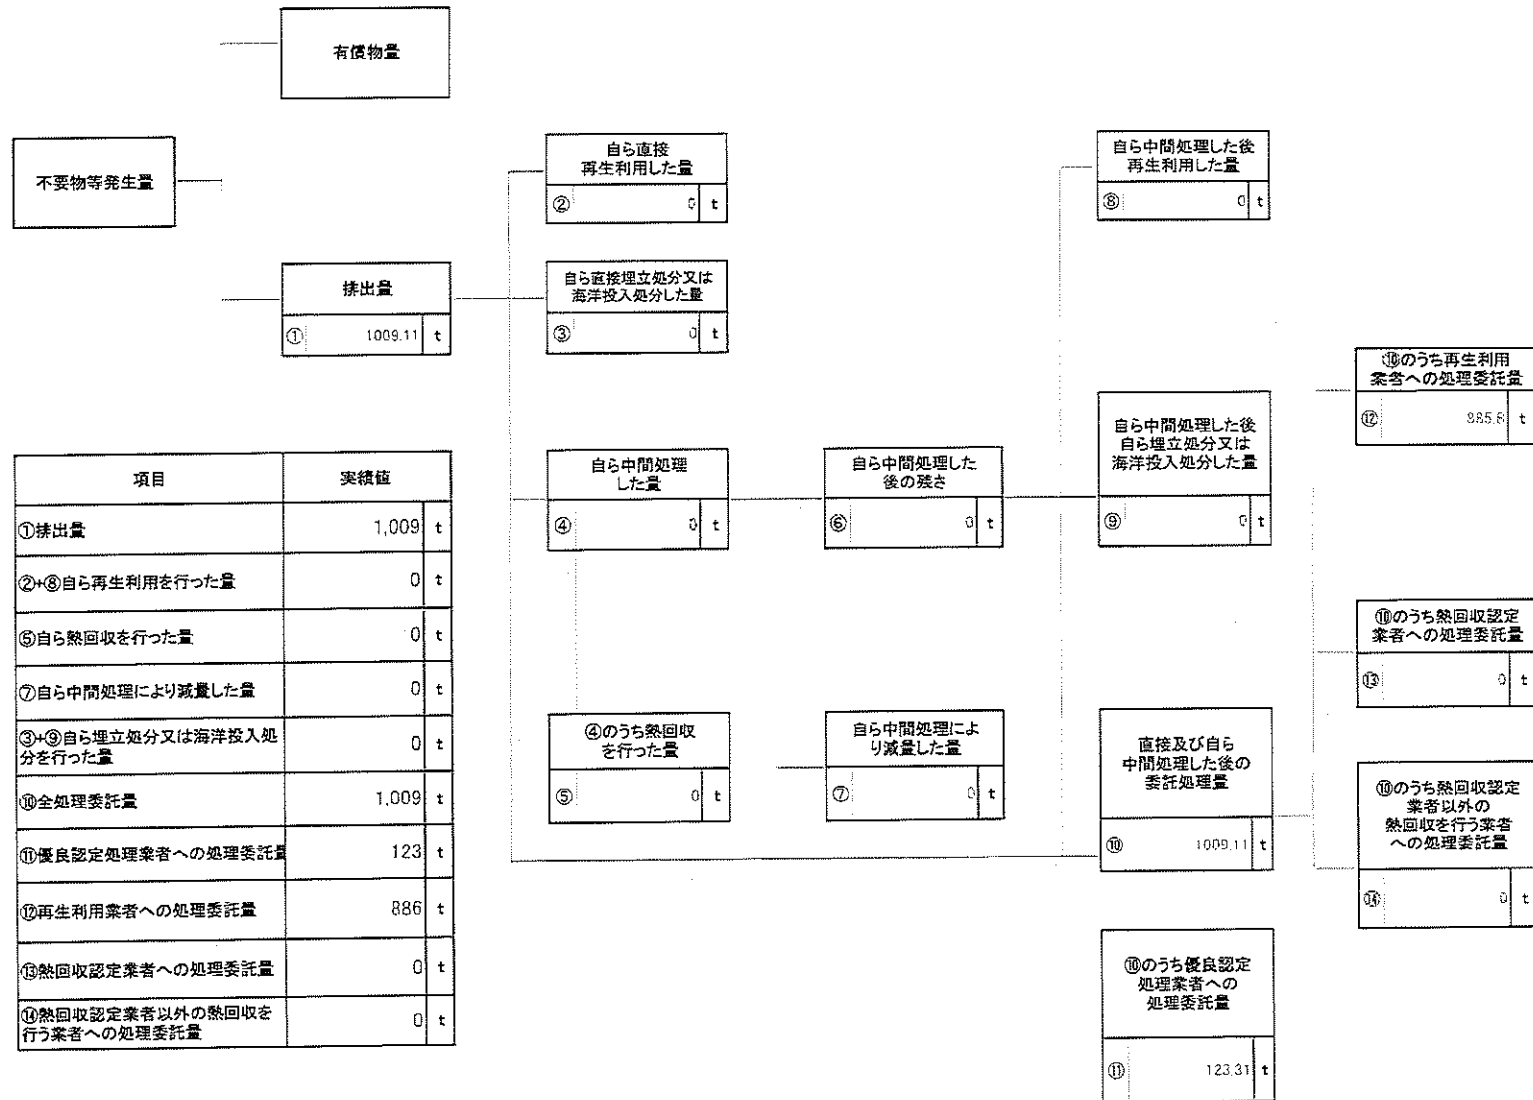 有償物量
不要物等発生量
排出量
① 1009.11 t
自ら直接
再生利用した量
② 0 t
自ら直接埋立処分又は
海洋投入処分した量
③ 0 t
自ら中間処理
した量
④ 0 t
④のうち熱回収
を行った量
⑤ 0 t
自ら中間処理した
後の残さ
⑥ 0 t
自ら中間処理によ
り減量した量
⑦ 0 t
自ら中間処理した後
再生利用した量
⑧ 0 t
自ら中間処理した後
自ら埋立処分又は
海洋投入処分した量
⑨ 0 t
直接及び自ら
中間処理した後の
委託処理量
⑩ 1009.11 t
⑩のうち優良認定
処理業者への
処理委託量
⑪ 123.31 t
⑩のうち再生利用
業者への処理委託量
⑫ 885.8 t
⑩のうち熱回収認定
業者への処理委託量
⑬ 0 t
⑩のうち熱回収認定
業者以外の
熱回収を行う業者
への処理委託量
⑭ 0 t
項目 実績値
①排出量 1,009 t
②+⑧自ら再生利用を行った量 0 t
⑤自ら熱回収を行った量 0 t
⑦自ら中間処理により減量した量 0 t
③+⑨自ら埋立処分又は海洋投入処
分を行った量 0 t
⑩全処理委託量 1,009 t
⑪優良認定処理業者への処理委託量 123 t
⑫再生利用業者への処理委託量 886 t
⑬熱回収認定業者への処理委託量 0 t
⑭熱回収認定業者以外の熱回収を
行う業者への処理委託量 0 t